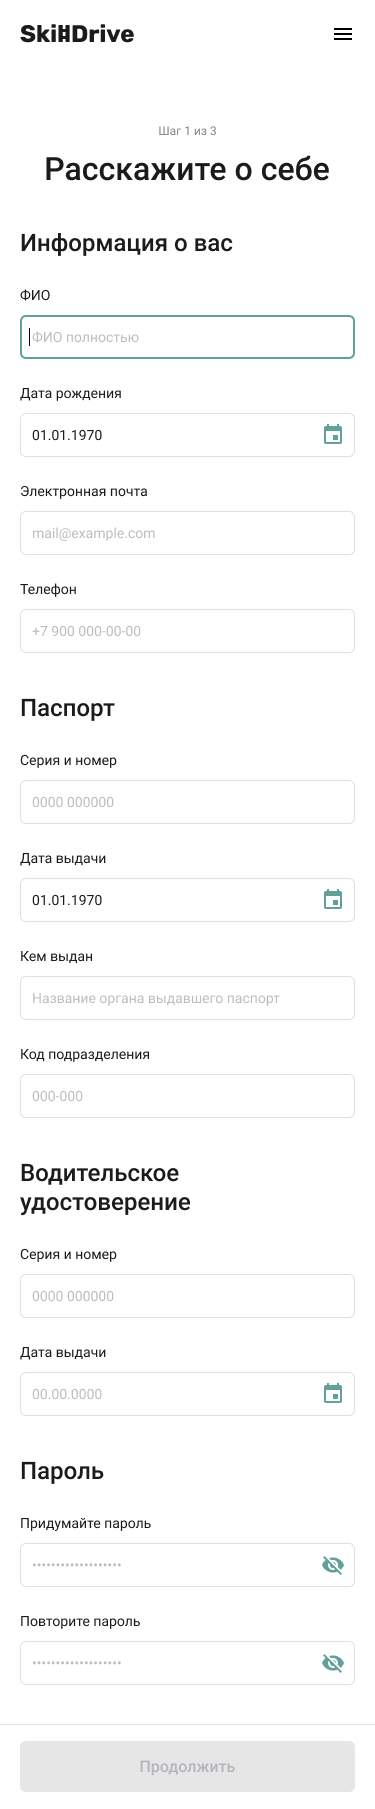 SkillDrive
Шаг 1 из 3
Расскажите о себе
Информация о вас
ФИО
ФИО полностью
Дата рождения
01.01.1970
Электронная почта
mail@example.com
Телефон
+7 900 000-00-00
Паспорт
Серия и номер
0000 000000
Дата выдачи
01.01.1970
Кем выдан
Название органа выдавшего паспорт
Код подразделения
000-000
Водительское
удостоверение
Серия и номер
0000 000000
Дата выдачи
00.00.0000
Пароль
Придумайте пароль
•••••••••••••••••••
Повторите пароль
•••••••••••••••••••
Продолжить